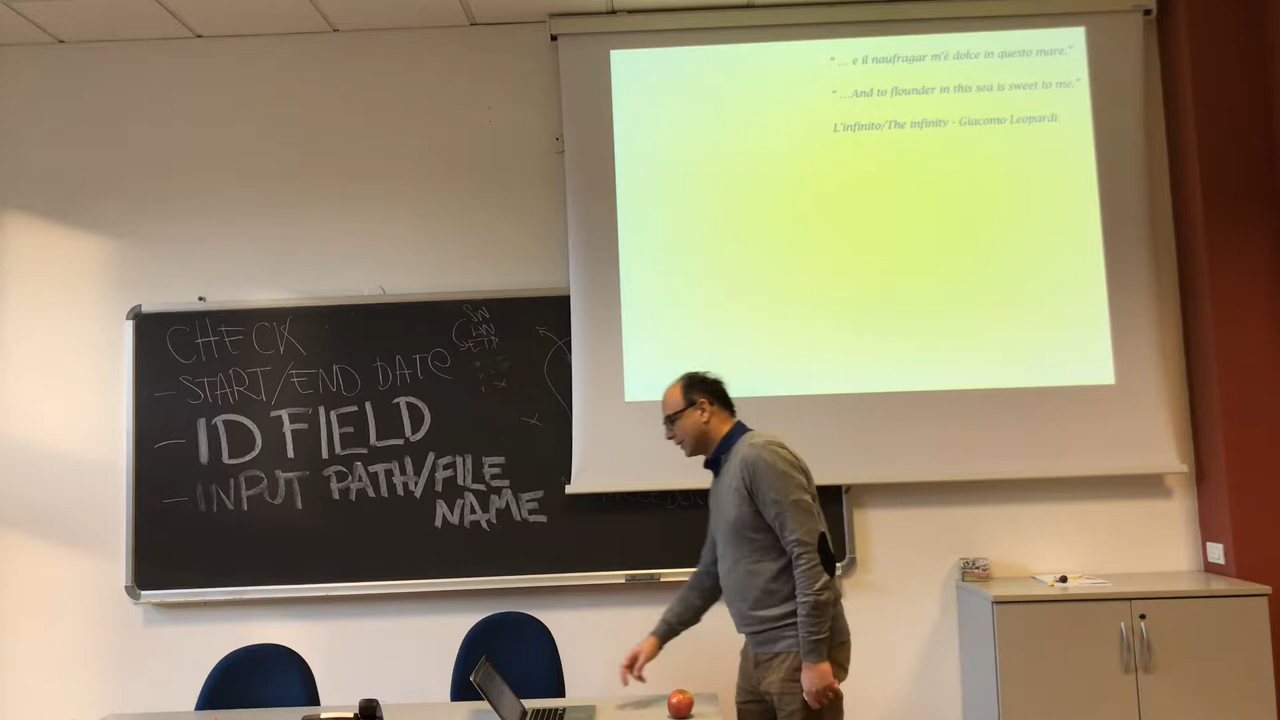 CHECK
- START/END DATE
- ID FIELD
- INPUT PATH/FILE
NAME
SW
" ... e il naufragar m'è dolce in questo mare."
" ...And to flounder in this sea is sweet to me."
L'infinito/The infinity - Giacomo Leopardi